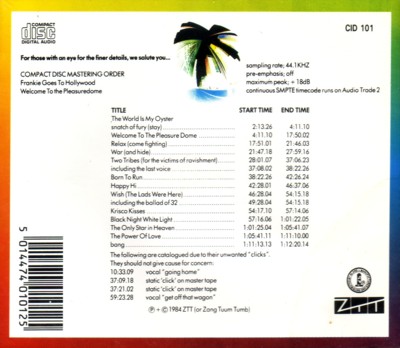 COMPACT
disc
DIGITAL AUDIO
CID 101
For those with an eye for the finer details, we salute you...
COMPACT DISC MASTERING ORDER
Frankie Goes To Hollywood
Welcome To the Pleasuredome
sampling rate; 44.1KHZ
pre-emphasis; off
maximum peak; + 18dB
continuous SMPTE timecode runs on Audio Trade 2
TITLE START TIME END TIME
The World Is My Oyster
snatch of fury (stay) 2:13.26 4:11.10
Welcome To The Pleasure Dome 4:11.10 17:50.02
Relax (come fighting) 17:51.01 21:46.03
War (and hide) 21:47.18 27:59.16
Two Tribes (for the victims of ravishment) 28:01.07 37:06.23
including the last voice 37:08.02 38:22.26
Born To Run 38:22.26 42:26.24
Happy Hi 42:28.01 46:37.06
Wish (The Lads Were Here) 46:39.28 54:15.18
including the ballad of 32 49:28.04 54:15.18
Krisco Kisses 54:17.10 57:14.06
Black Night White Light 57:16.06 1:22:05.01
The Only Star in Heaven 1:01:25.04 1:05:41.07
The Power Of Love 1:05:41.11 1:11:10.00
bang 1:11:13.13 1:12:20.14
The following are catalogued due to their unwanted "clicks".
They should not give cause for concern:
10:33.09 vocal "going home"
37:09.18 static 'click' on master tape
37:21.02 static 'click' on master tape
59:23.28 vocal "get off that wagon"
℗ + © 1984 ZTT (or Zang Tuum Tumb)
ZTT
5 014474 010125